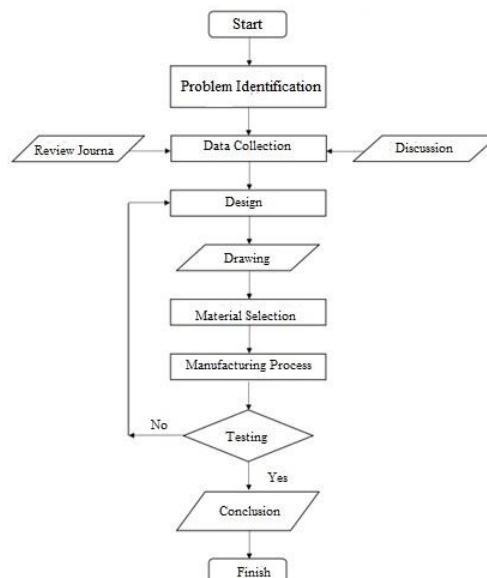 Start
Problem Identification
Review Journa
Data Collection
Discussion
Design
Drawing
Material Selection
Manufacturing Process
No
Testing
Yes
Conclusion
Finish